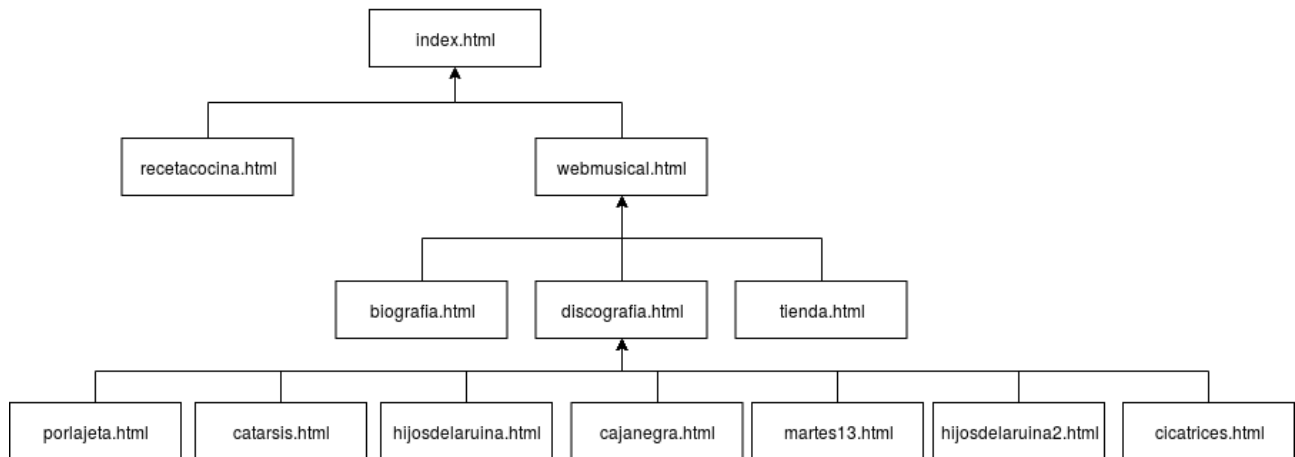 index.html
recetacocina.html
webmusical.html
biografia.html
discografia.html
tienda.html
porlajeta.html
catarsis.html
hijosdelaruina.html
cajanegra.html
martes13.html
hijosdelaruina2.html
cicatrices.html